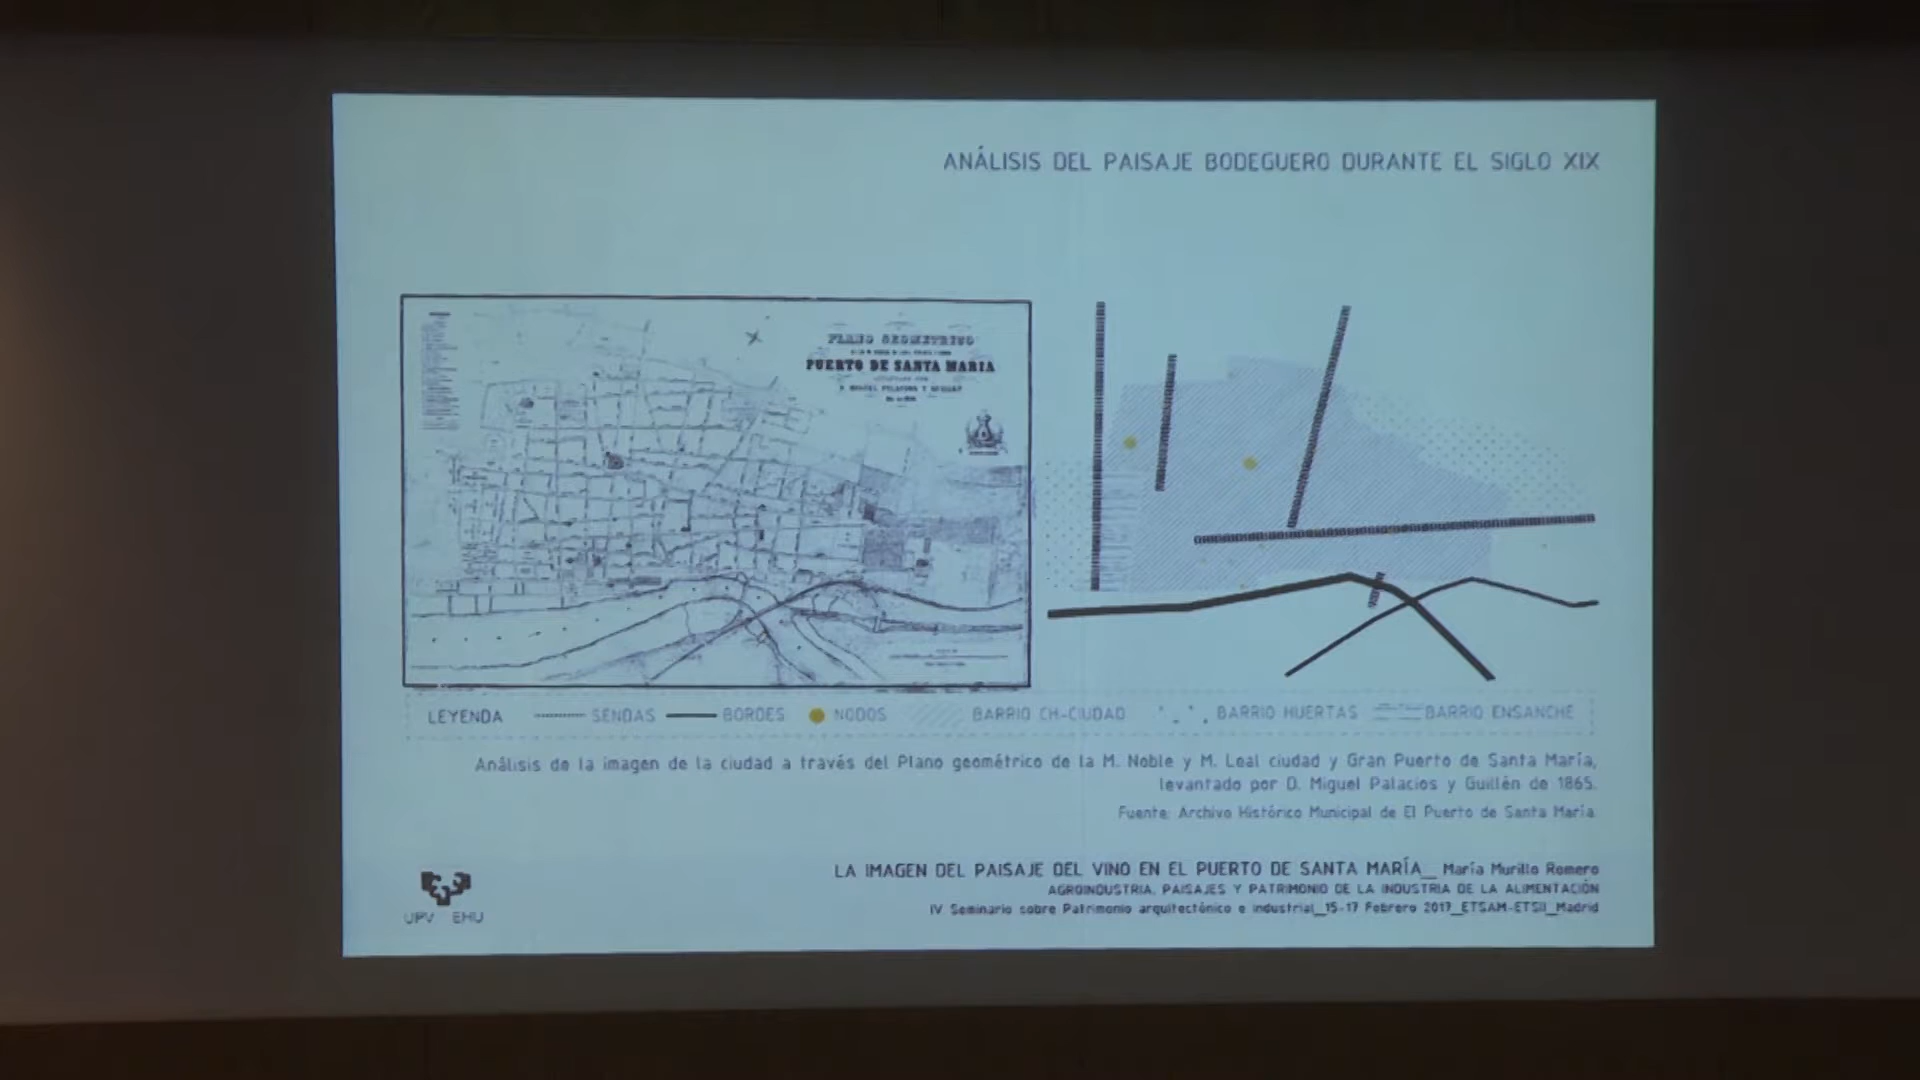 ANÁLISIS DEL PAISAJE BODEGUERO DURANTE EL SIGLO XIX
PLANO GEOMETRICO
PUERTO DE SANTA MARIA
LEYENDA SENDAS BORDES NODOS BARRIO CH-CIUDAD BARRIO HUERTAS BARRIO ENSANCHE
Análisis de la imagen de la ciudad a través del Plano geométrico de la M. Noble y M. Leal ciudad y Gran Puerto de Santa María,
levantado por D. Miguel Palacios y Guillén de 1865.
Fuente: Archivo Histórico Municipal de El Puerto de Santa María.
LA IMAGEN DEL PAISAJE DEL VINO EN EL PUERTO DE SANTA MARÍA_ María Murillo Romero
AGROINDUSTRIA, PAISAJES Y PATRIMONIO DE LA INDUSTRIA DE LA ALIMENTACIÓN
IV Seminario sobre Patrimonio arquitectónico e industrial_15-17 Febrero 2017_ETSAM-ETSII_Madrid
UPV EHU